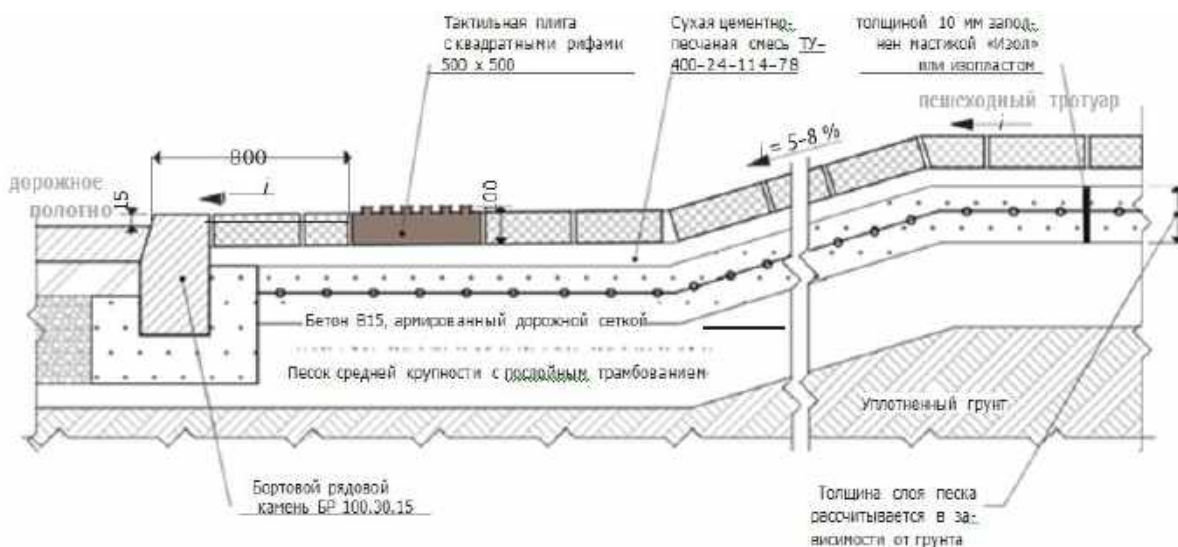 Тактильная плита
с квадратными рифами
500 х 500
Сухая цементно-
песчаная смесь ТУ-
400-24-114-78
толщиной 10 мм запол-
нен мастикой «Изол»
или изопластом
пешеходный тротуар
i
i = 5-8 %
800
дорожное
полотно
15
i
100
Бетон В15, армированный дорожной сеткой
Песок средней крупности с послойным трамбованием
Уплотненный грунт
Бортовой рядовой
камень БР 100.30.15
Толщина слоя песка
рассчитывается в за-
висимости от грунта